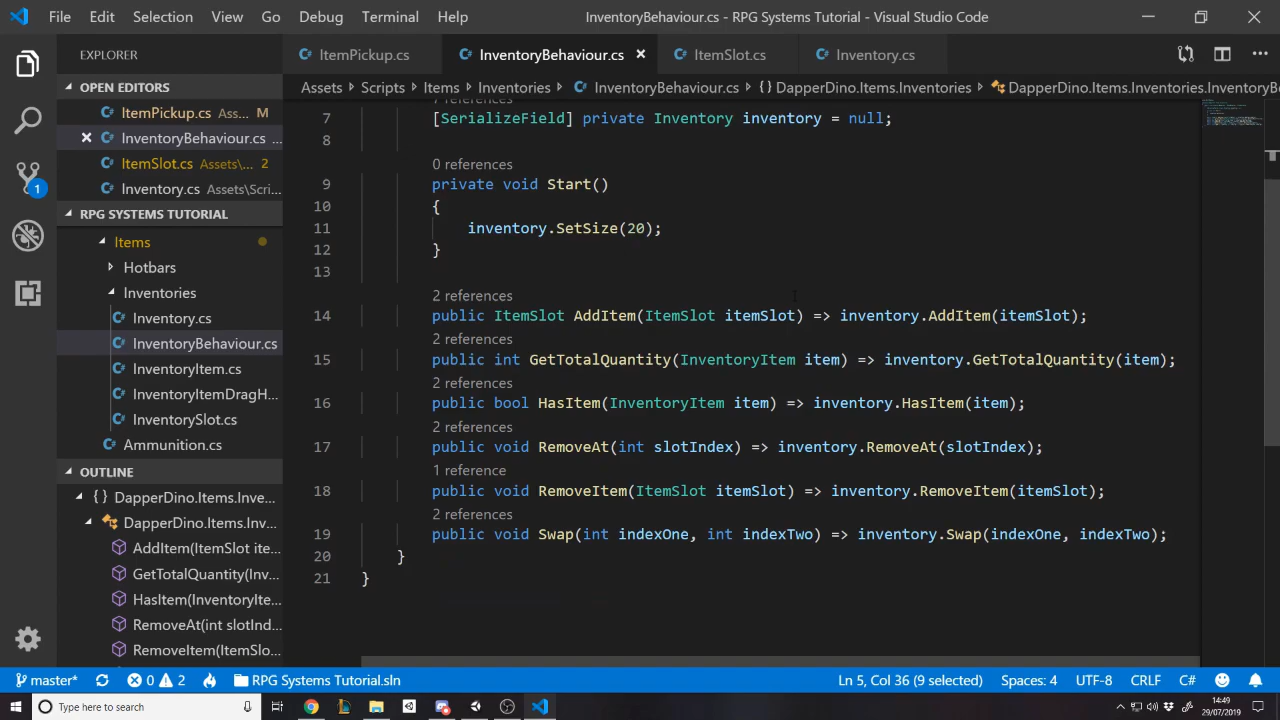 File Edit Selection View Go Debug Terminal Help InventoryBehaviour.cs - RPG Systems Tutorial - Visual Studio Code
EXPLORER
ItemPickup.cs InventoryBehaviour.cs ItemSlot.cs Inventory.cs
OPEN EDITORS
ItemPickup.cs Ass... M
InventoryBehaviour.cs ...
ItemSlot.cs Assets\... 2
Inventory.cs Assets\Scri...
RPG SYSTEMS TUTORIAL
Items
Hotbars
Inventories
Inventory.cs
InventoryBehaviour.cs
InventoryItem.cs
InventoryItemDragH...
InventorySlot.cs
Ammunition.cs
OUTLINE
{ } DapperDino.Items.Inve...
DapperDino.Items.Inv...
AddItem(ItemSlot ite...
GetTotalQuantity(Inv...
HasItem(InventoryIte...
RemoveAt(int slotInd...
RemoveItem(ItemSlo...
Assets Scripts Items Inventories InventoryBehaviour.cs { } DapperDino.Items.Inventories DapperDino.Items.Inventories.InventoryB
7 references
7 [SerializeField] private Inventory inventory = null;
8
0 references
9 private void Start()
10 {
11 inventory.SetSize(20);
12 }
13
2 references
14 public ItemSlot AddItem(ItemSlot itemSlot) => inventory.AddItem(itemSlot);
2 references
15 public int GetTotalQuantity(InventoryItem item) => inventory.GetTotalQuantity(item);
2 references
16 public bool HasItem(InventoryItem item) => inventory.HasItem(item);
2 references
17 public void RemoveAt(int slotIndex) => inventory.RemoveAt(slotIndex);
1 reference
18 public void RemoveItem(ItemSlot itemSlot) => inventory.RemoveItem(itemSlot);
2 references
19 public void Swap(int indexOne, int indexTwo) => inventory.Swap(indexOne, indexTwo);
20 }
21 }
1
master* 0 2 RPG Systems Tutorial.sln Ln 5, Col 36 (9 selected) Spaces: 4 UTF-8 CRLF C#
Type here to search
14:49
29/07/2019